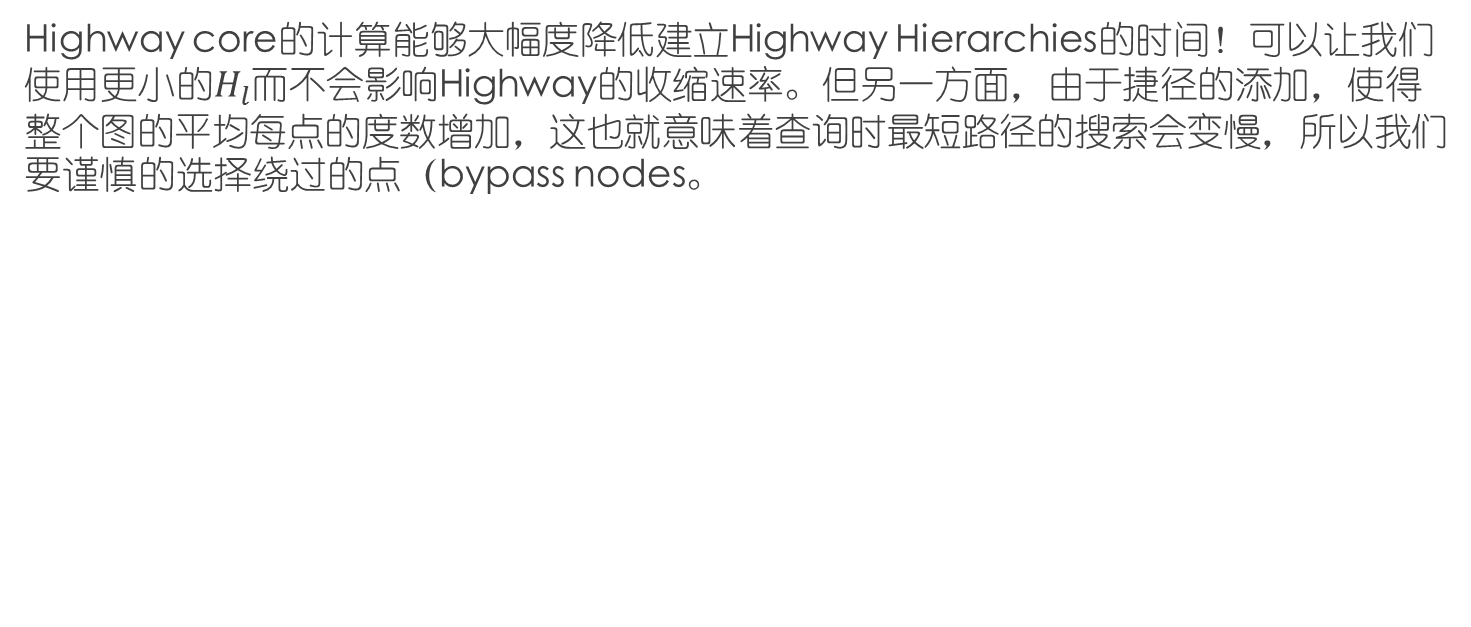 Highway core的计算能够大幅度降低建立Highway Hierarchies的时间！可以让我们
使用更小的H_l而不会影响Highway的收缩速率。但另一方面，由于捷径的添加，使得
整个图的平均每点的度数增加，这也就意味着查询时最短路径的搜索会变慢，所以我们
要谨慎的选择绕过的点（bypass nodes。